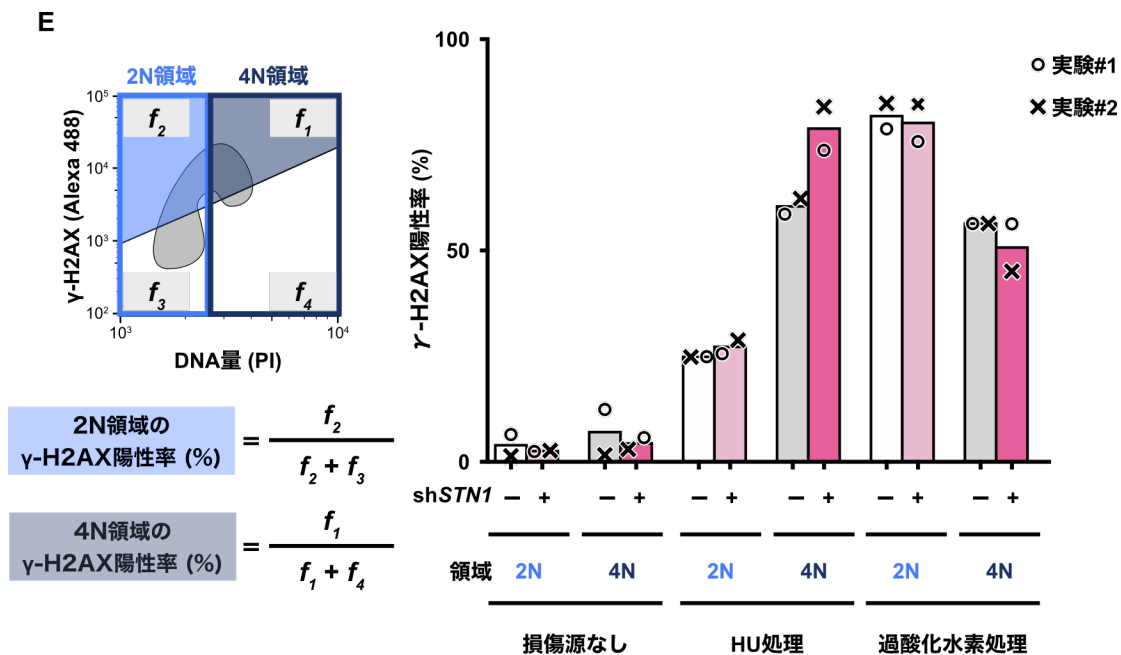 E
2N領域
4N領域
γ-H2AX (Alexa 488)
10⁵
10⁴
10³
10²
f₂
f₁
f₃
f₄
10³
10⁴
DNA量 (PI)
2N領域の
γ-H2AX陽性率 (%)
=
f₂
f₂ + f₃
4N領域の
γ-H2AX陽性率 (%)
=
f₁
f₁ + f₄
γ-H2AX陽性率 (%)
100
50
0
実験#1
実験#2
shSTN1 − + − + − + − + − + − +
領域 2N 4N 2N 4N 2N 4N
損傷源なし HU処理 過酸化水素処理